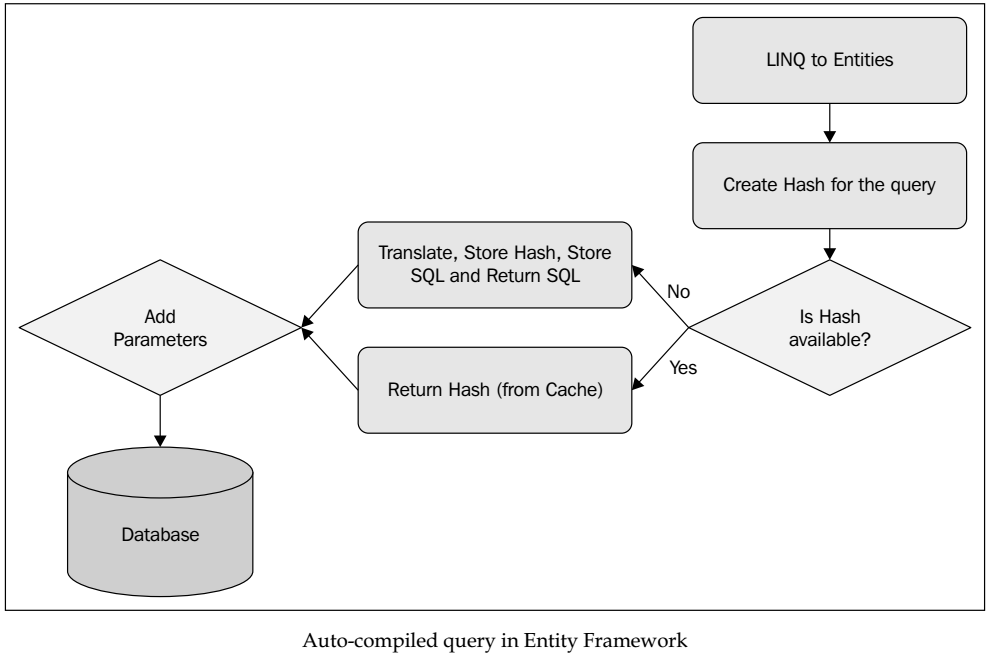 LINQ to Entities
Create Hash for the query
Is Hash
available?
No
Yes
Translate, Store Hash, Store
SQL and Return SQL
Return Hash (from Cache)
Add
Parameters
Database
Auto-compiled query in Entity Framework